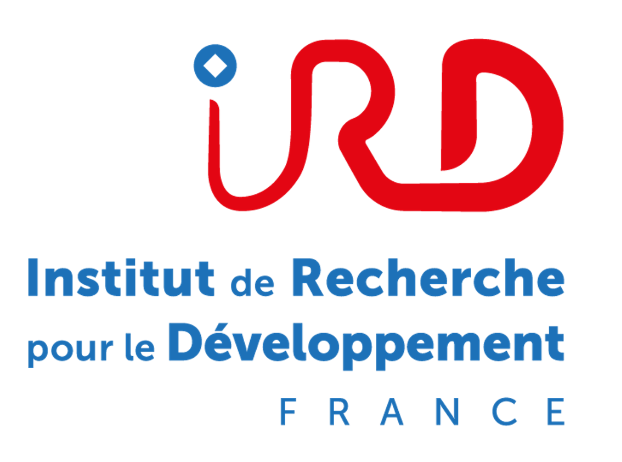 iRD
Institut de Recherche
pour le Développement
FRANCE